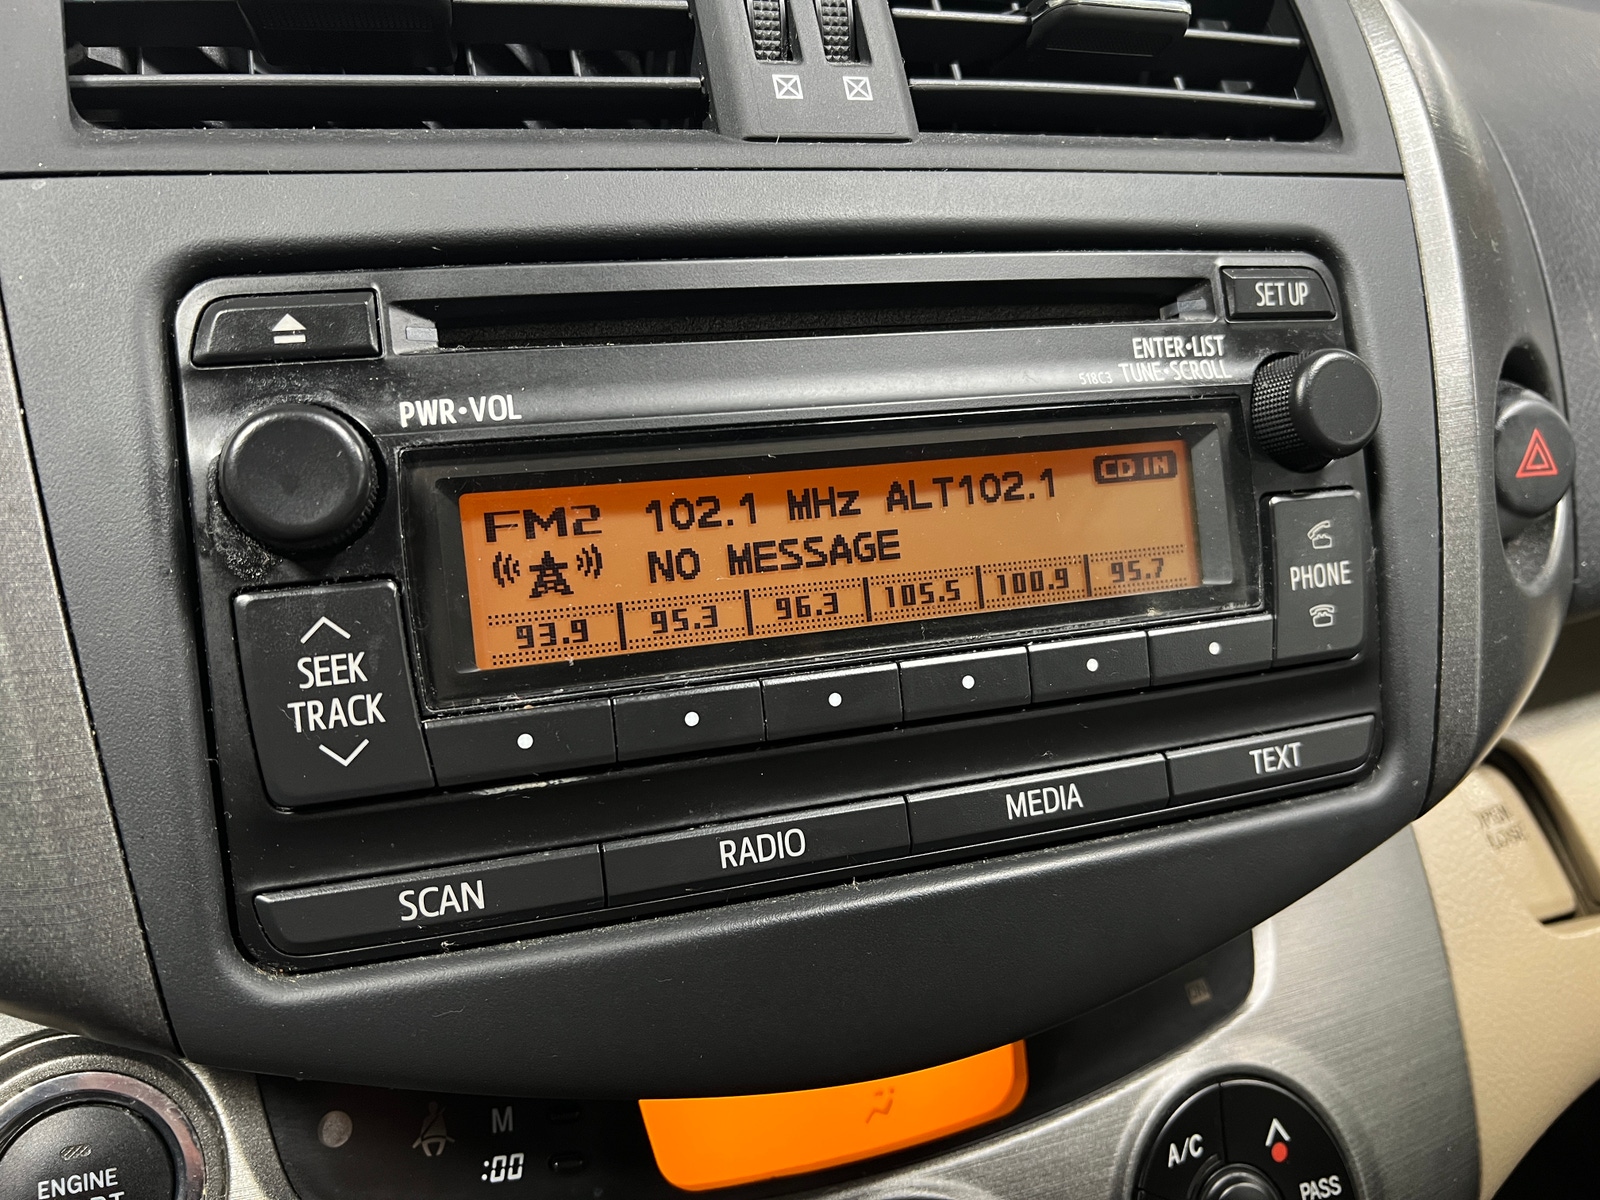 SET UP
ENTER•LIST
S18C3 TUNE•SCROLL
PWR•VOL
CD IN
FM2 102.1 MHz ALT102.1
NO MESSAGE
93.9 95.3 96.3 105.5 100.9 95.7
PHONE
SEEK
TRACK
SCAN RADIO MEDIA TEXT
M
:00
ENGINE
A/C
PASS